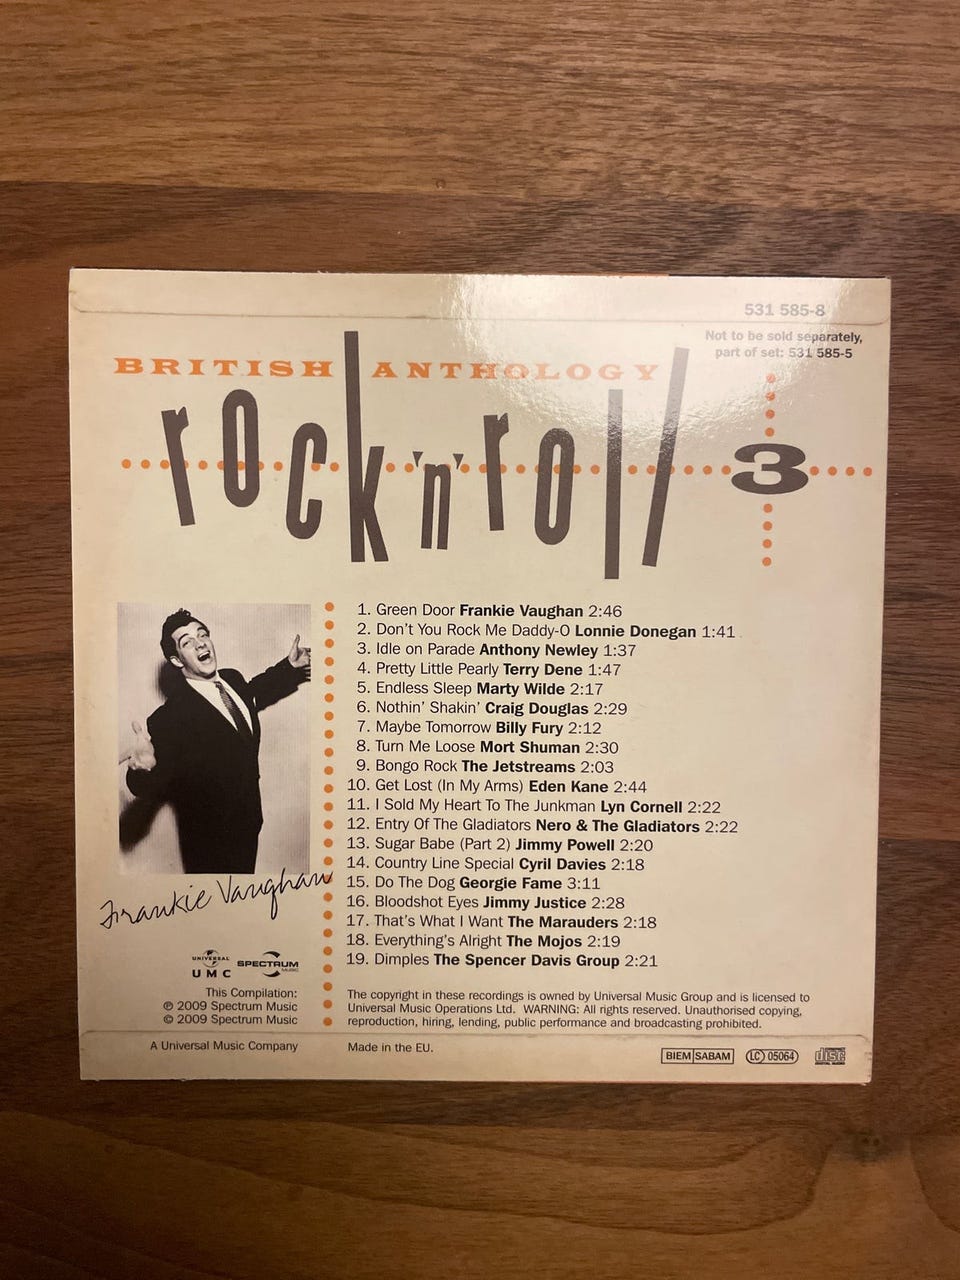 531 585-8
Not to be sold separately,
part of set: 531 585-5
BRITISH ANTHOLOGY
rock 'n' roll 3
1. Green Door Frankie Vaughan 2:46
2. Don't You Rock Me Daddy-O Lonnie Donegan 1:41
3. Idle on Parade Anthony Newley 1:37
4. Pretty Little Pearly Terry Dene 1:47
5. Endless Sleep Marty Wilde 2:17
6. Nothin' Shakin' Craig Douglas 2:29
7. Maybe Tomorrow Billy Fury 2:12
8. Turn Me Loose Mort Shuman 2:30
9. Bongo Rock The Jetstreams 2:03
10. Get Lost (In My Arms) Eden Kane 2:44
11. I Sold My Heart To The Junkman Lyn Cornell 2:22
12. Entry Of The Gladiators Nero & The Gladiators 2:22
13. Sugar Babe (Part 2) Jimmy Powell 2:20
14. Country Line Special Cyril Davies 2:18
15. Do The Dog Georgie Fame 3:11
16. Bloodshot Eyes Jimmy Justice 2:28
17. That's What I Want The Marauders 2:18
18. Everything's Alright The Mojos 2:19
19. Dimples The Spencer Davis Group 2:21
Frankie Vaughan
UNIVERSAL
UMC
SPECTRUM
MUSIC
This Compilation:
℗ 2009 Spectrum Music
© 2009 Spectrum Music
The copyright in these recordings is owned by Universal Music Group and is licensed to
Universal Music Operations Ltd. WARNING: All rights reserved. Unauthorised copying,
reproduction, hiring, lending, public performance and broadcasting prohibited.
A Universal Music Company
Made in the EU.
BIEM SABAM
LC 05064
disc
DIGITAL AUDIO